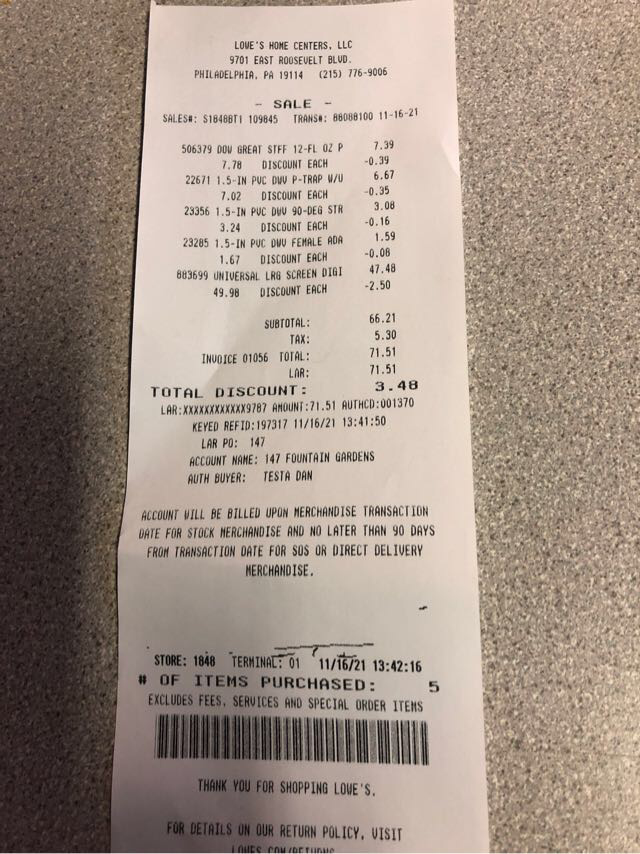 LOWE'S HOME CENTERS, LLC
9701 EAST ROOSEVELT BLVD.
PHILADELPHIA, PA 19114 (215) 776-9006
- SALE -
SALES#: S1848BT1 109845 TRANS#: 88088100 11-16-21
506379 DOW GREAT STFF 12-FL OZ P 7.39
7.78 DISCOUNT EACH -0.39
22671 1.5-IN PVC DWV P-TRAP W/U 6.67
7.02 DISCOUNT EACH -0.35
23356 1.5-IN PVC DWV 90-DEG STR 3.08
3.24 DISCOUNT EACH -0.16
23285 1.5-IN PVC DWV FEMALE ADA 1.59
1.67 DISCOUNT EACH -0.08
883699 UNIVERSAL LRG SCREEN DIGI 47.48
49.98 DISCOUNT EACH -2.50
SUBTOTAL: 66.21
TAX: 5.30
INVOICE 01056 TOTAL: 71.51
LAR: 71.51
TOTAL DISCOUNT: 3.48
LAR:XXXXXXXXXXXX9787 AMOUNT:71.51 AUTHCD:001370
KEYED REFID:197317 11/16/21 13:41:50
LAR PO: 147
ACCOUNT NAME: 147 FOUNTAIN GARDENS
AUTH BUYER: TESTA DAN
ACCOUNT WILL BE BILLED UPON MERCHANDISE TRANSACTION
DATE FOR STOCK MERCHANDISE AND NO LATER THAN 90 DAYS
FROM TRANSACTION DATE FOR SOS OR DIRECT DELIVERY
MERCHANDISE.
STORE: 1848 TERMINAL: 01 11/16/21 13:42:16
# OF ITEMS PURCHASED: 5
EXCLUDES FEES, SERVICES AND SPECIAL ORDER ITEMS
THANK YOU FOR SHOPPING LOWE'S.
FOR DETAILS ON OUR RETURN POLICY, VISIT
LOWES.COM/RETURNS